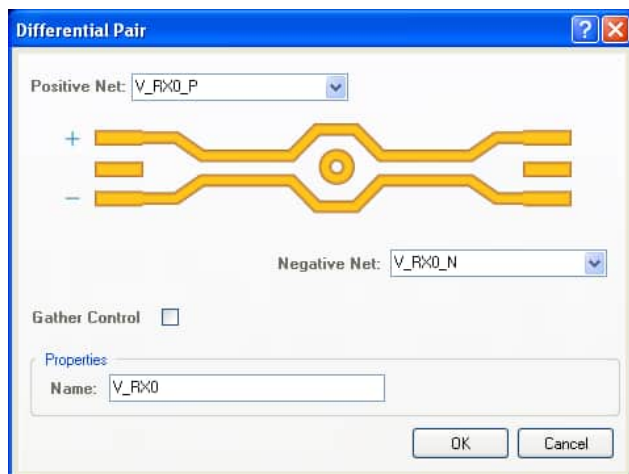 Differential Pair
Positive Net: V_RX0_P
+
−
Negative Net: V_RX0_N
Gather Control
Properties
Name: V_RX0
OK Cancel